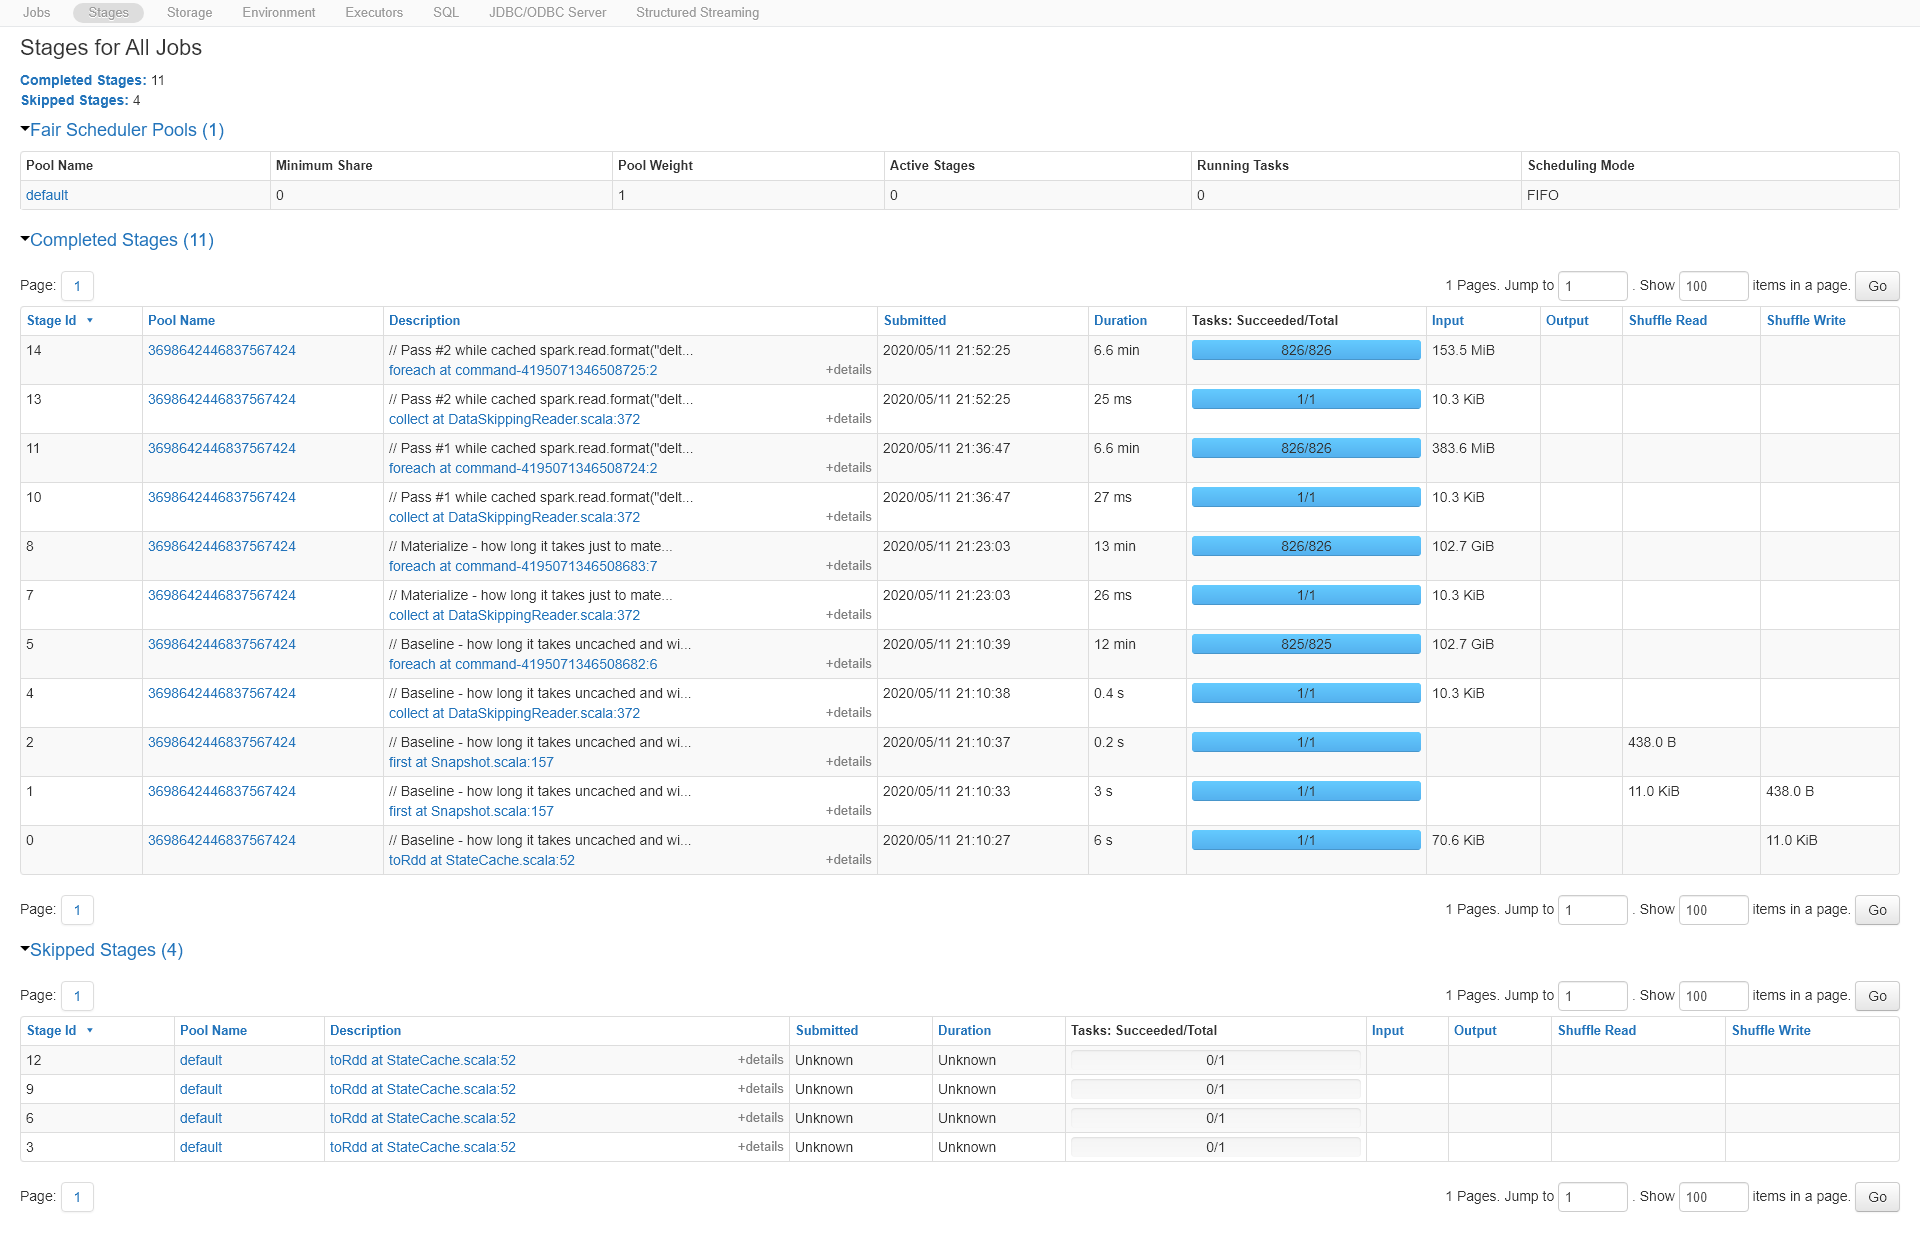 Jobs Stages Storage Environment Executors SQL JDBC/ODBC Server Structured Streaming
Stages for All Jobs
Completed Stages: 11
Skipped Stages: 4
Fair Scheduler Pools (1)
Pool Name Minimum Share Pool Weight Active Stages Running Tasks Scheduling Mode
default 0 1 0 0 FIFO
Completed Stages (11)
Page: 1 1 Pages. Jump to 1 . Show 100 items in a page. Go
Stage Id Pool Name Description Submitted Duration Tasks: Succeeded/Total Input Output Shuffle Read Shuffle Write
14 3698642446837567424 // Pass #2 while cached spark.read.format("delt... 2020/05/11 21:52:25 6.6 min 826/826 153.5 MiB
foreach at command-4195071346508725:2 +details
13 3698642446837567424 // Pass #2 while cached spark.read.format("delt... 2020/05/11 21:52:25 25 ms 1/1 10.3 KiB
collect at DataSkippingReader.scala:372 +details
11 3698642446837567424 // Pass #1 while cached spark.read.format("delt... 2020/05/11 21:36:47 6.6 min 826/826 383.6 MiB
foreach at command-4195071346508724:2 +details
10 3698642446837567424 // Pass #1 while cached spark.read.format("delt... 2020/05/11 21:36:47 27 ms 1/1 10.3 KiB
collect at DataSkippingReader.scala:372 +details
8 3698642446837567424 // Materialize - how long it takes just to mate... 2020/05/11 21:23:03 13 min 826/826 102.7 GiB
foreach at command-4195071346508683:7 +details
7 3698642446837567424 // Materialize - how long it takes just to mate... 2020/05/11 21:23:03 26 ms 1/1 10.3 KiB
collect at DataSkippingReader.scala:372 +details
5 3698642446837567424 // Baseline - how long it takes uncached and wi... 2020/05/11 21:10:39 12 min 825/825 102.7 GiB
foreach at command-4195071346508682:6 +details
4 3698642446837567424 // Baseline - how long it takes uncached and wi... 2020/05/11 21:10:38 0.4 s 1/1 10.3 KiB
collect at DataSkippingReader.scala:372 +details
2 3698642446837567424 // Baseline - how long it takes uncached and wi... 2020/05/11 21:10:37 0.2 s 1/1 438.0 B
first at Snapshot.scala:157 +details
1 3698642446837567424 // Baseline - how long it takes uncached and wi... 2020/05/11 21:10:33 3 s 1/1 11.0 KiB 438.0 B
first at Snapshot.scala:157 +details
0 3698642446837567424 // Baseline - how long it takes uncached and wi... 2020/05/11 21:10:27 6 s 1/1 70.6 KiB 11.0 KiB
toRdd at StateCache.scala:52 +details
Page: 1 1 Pages. Jump to 1 . Show 100 items in a page. Go
Skipped Stages (4)
Page: 1 1 Pages. Jump to 1 . Show 100 items in a page. Go
Stage Id Pool Name Description Submitted Duration Tasks: Succeeded/Total Input Output Shuffle Read Shuffle Write
12 default toRdd at StateCache.scala:52 +details Unknown Unknown 0/1
9 default toRdd at StateCache.scala:52 +details Unknown Unknown 0/1
6 default toRdd at StateCache.scala:52 +details Unknown Unknown 0/1
3 default toRdd at StateCache.scala:52 +details Unknown Unknown 0/1
Page: 1 1 Pages. Jump to 1 . Show 100 items in a page. Go